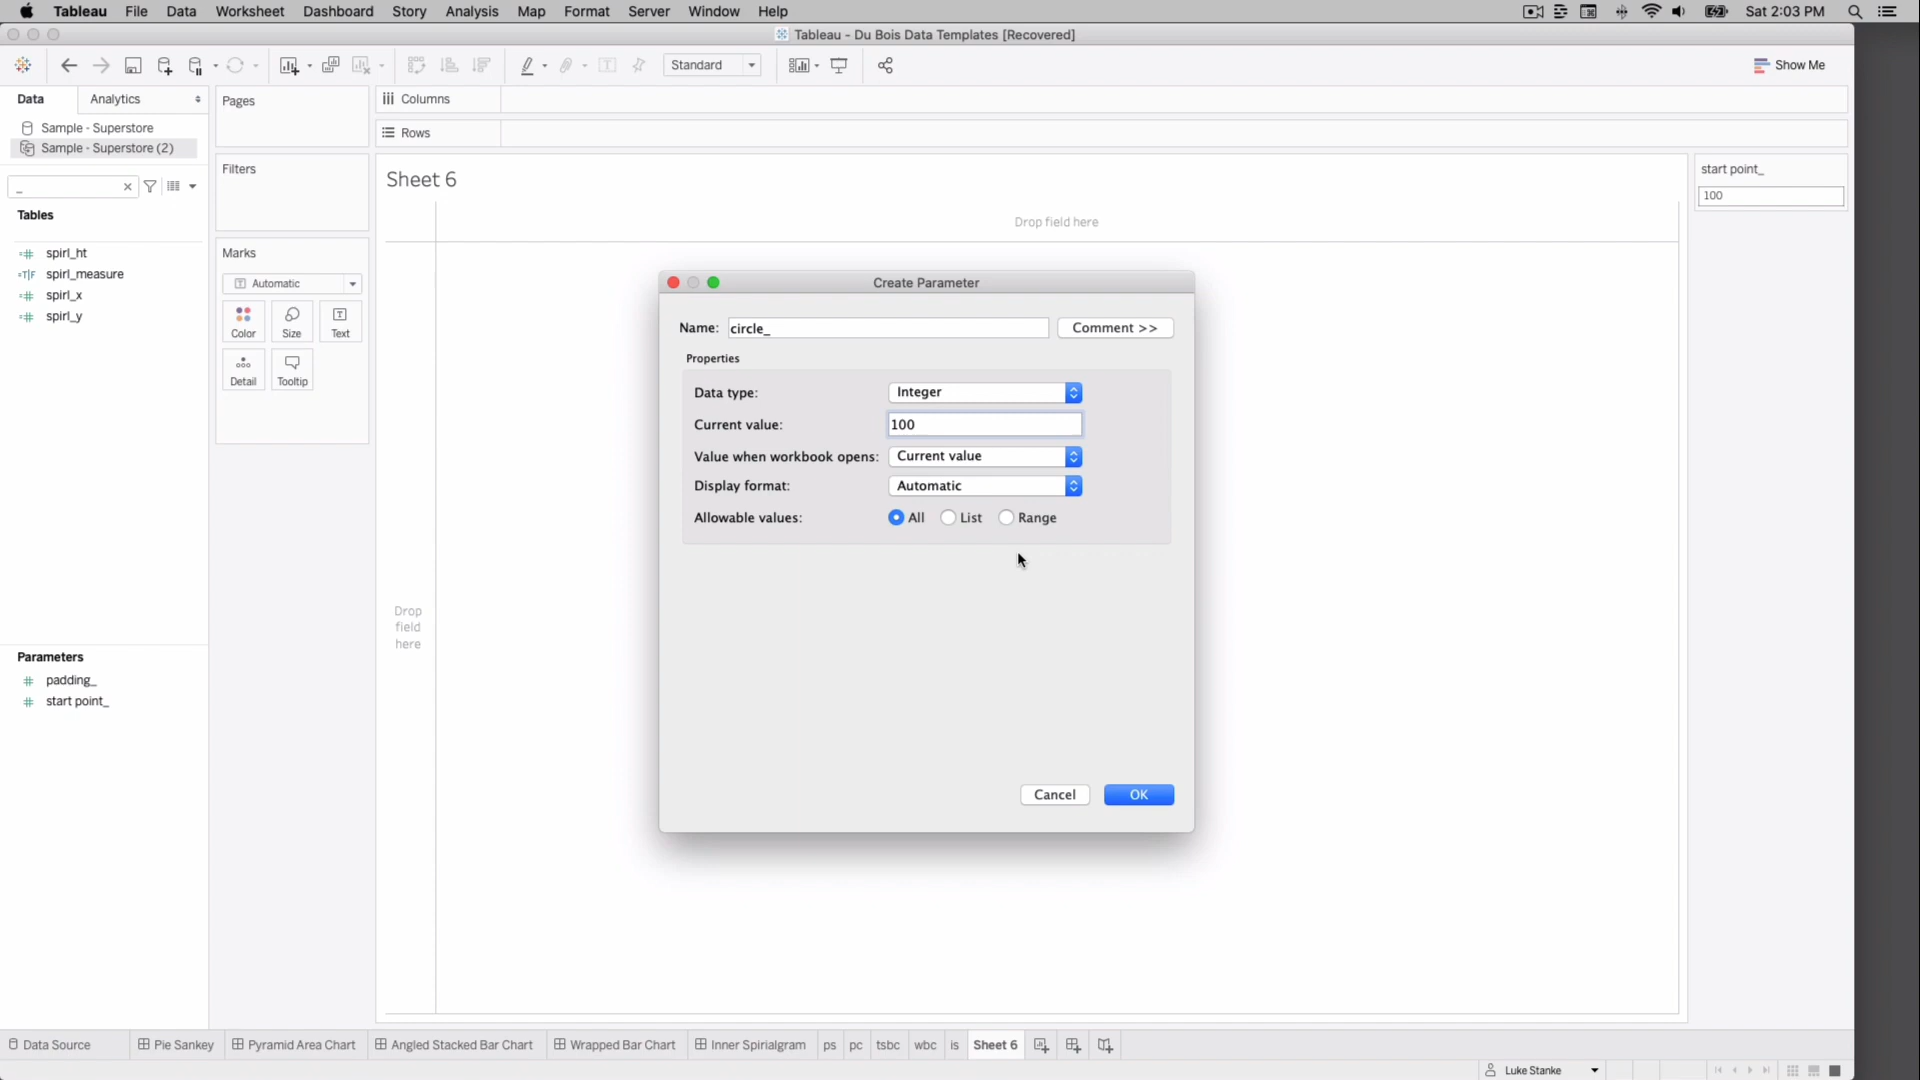 Tableau File Data Worksheet Dashboard Story Analysis Map Format Server Window Help Sat 2:03 PM
Tableau - Du Bois Data Templates [Recovered]
Standard Show Me
Data Analytics Pages Columns
Sample - Superstore
Sample - Superstore (2)
Rows
Filters
Sheet 6
start point_
100
_
Tables
Drop field here
spirl_ht
spirl_measure
spirl_x
spirl_y
Marks
Automatic
Color Size Text
Detail Tooltip
Create Parameter
Name: circle_ Comment >>
Properties
Data type: Integer
Current value: 100
Value when workbook opens: Current value
Display format: Automatic
Allowable values: All List Range
Drop
field
here
Parameters
padding_
start point_
Cancel OK
Data Source Pie Sankey Pyramid Area Chart Angled Stacked Bar Chart Wrapped Bar Chart Inner Spirialgram ps pc tsbc wbc is Sheet 6
Luke Stanke